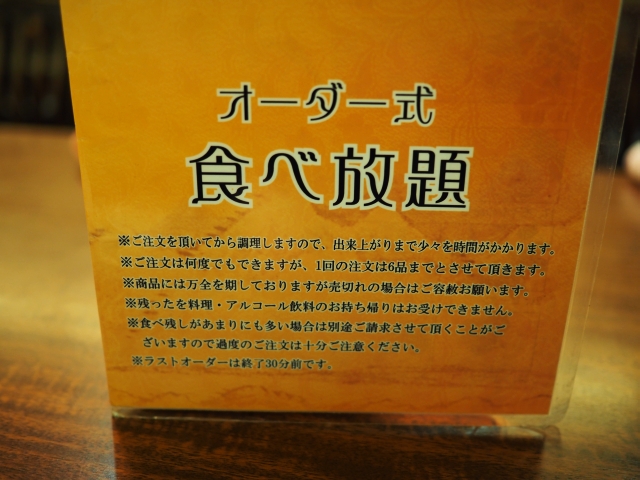 オーダー式
食べ放題
※ご注文を頂いてから調理しますので、出来上がりまで少々を時間がかかります。
※ご注文は何度でもできますが、1回の注文は6品までとさせて頂きます。
※商品には万全を期しておりますが売切れの場合はご容赦お願います。
※残ったを料理・アルコール飲料のお持ち帰りはお受けできません。
※食べ残しがあまりにも多い場合は別途ご請求させて頂くことがご
ざいますので過度のご注文は十分ご注意ください。
※ラストオーダーは終了30分前です。